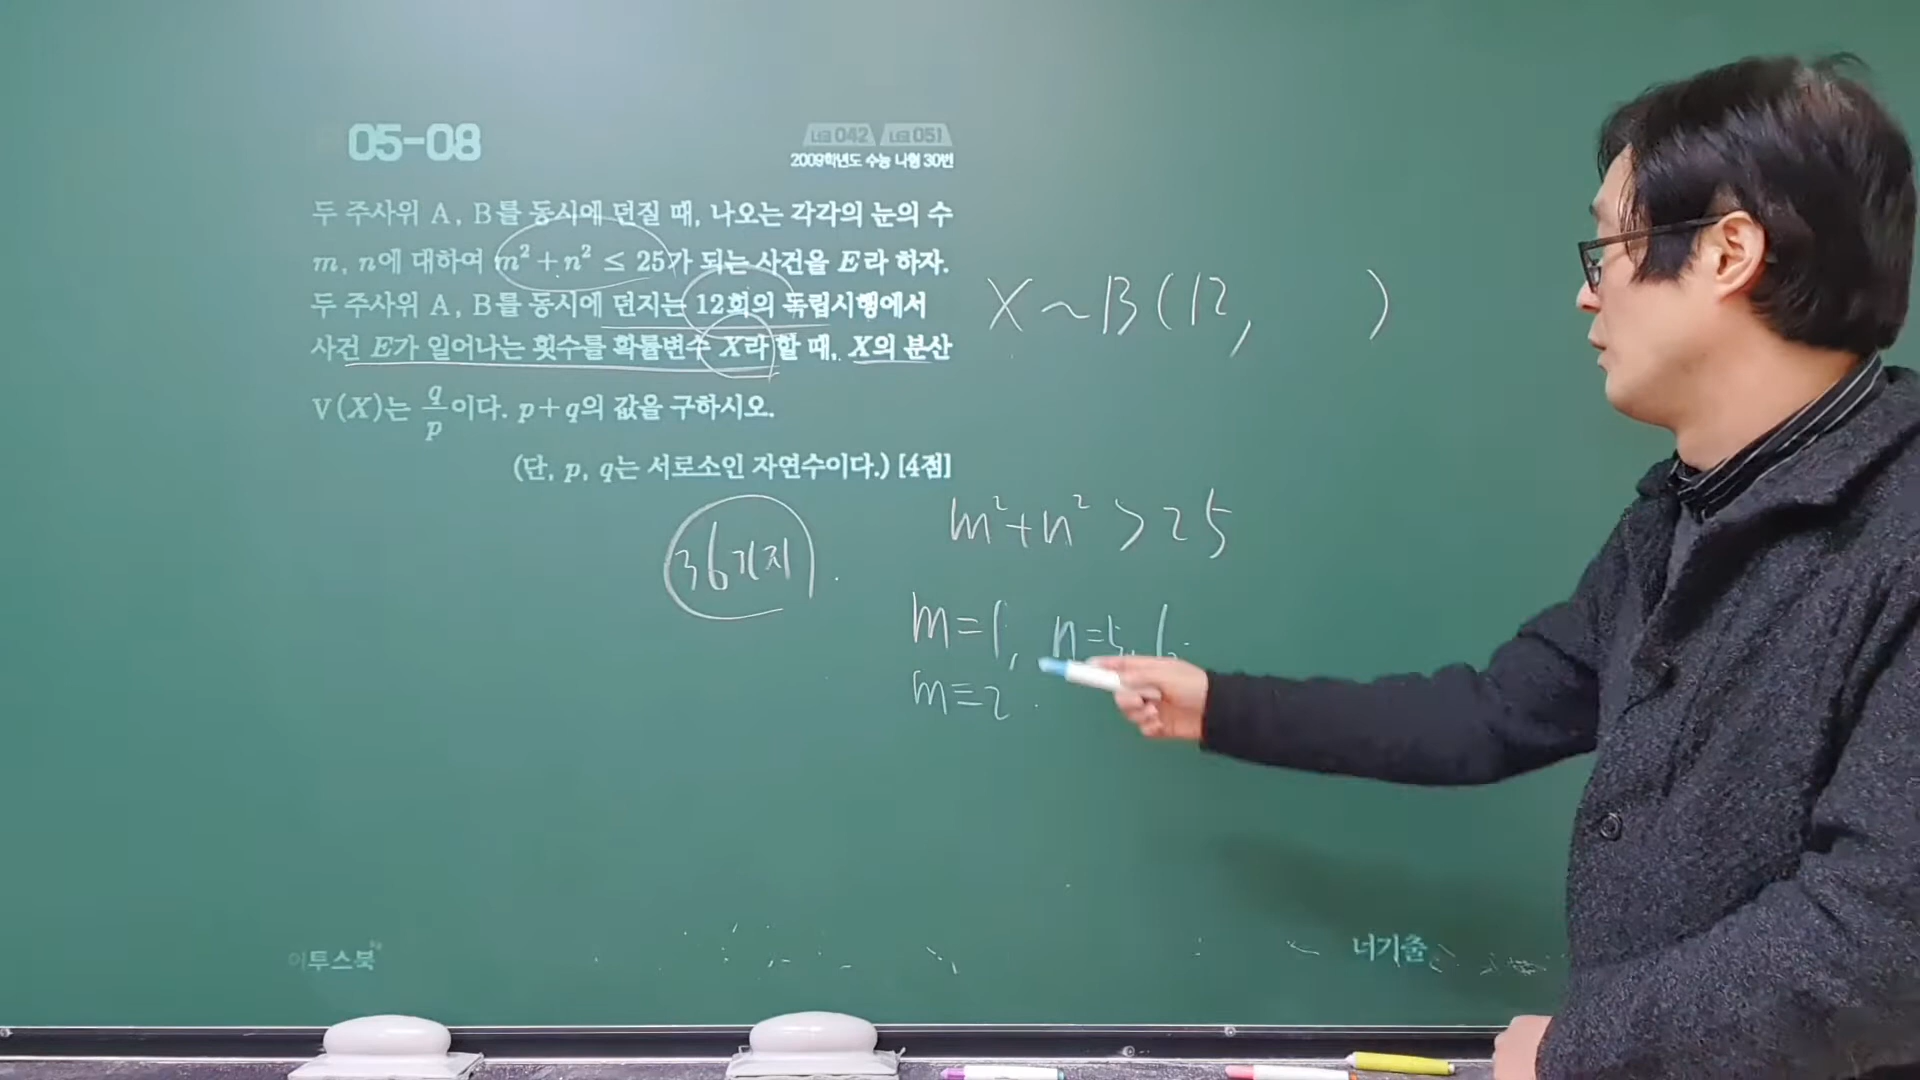 05-08
너코 042 너코 051
2009학년도 수능 나형 30번
두 주사위 A, B를 동시에 던질 때, 나오는 각각의 눈의 수
m, n에 대하여 m² + n² ≤ 25가 되는 사건을 E라 하자.
두 주사위 A, B를 동시에 던지는 12회의 독립시행에서
사건 E가 일어나는 횟수를 확률변수 X라 할 때, X의 분산
V(X)는 q/p이다. p+q의 값을 구하시오.
(단, p, q는 서로소인 자연수이다.) [4점]
X~B(12, )
36가지.
m²+n² > 25
m=1, n=5, 6
m=2
이투스북
너기출